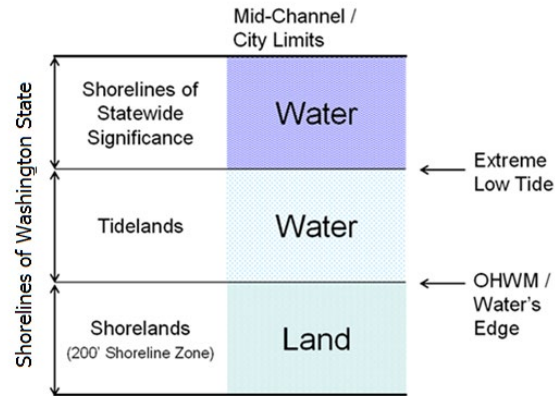 Mid-Channel /
City Limits
Shorelines of Washington State
Shorelines of
Statewide
Significance
Water
Extreme
Low Tide
Tidelands
Water
OHWM /
Water's
Edge
Shorelands
(200' Shoreline Zone)
Land